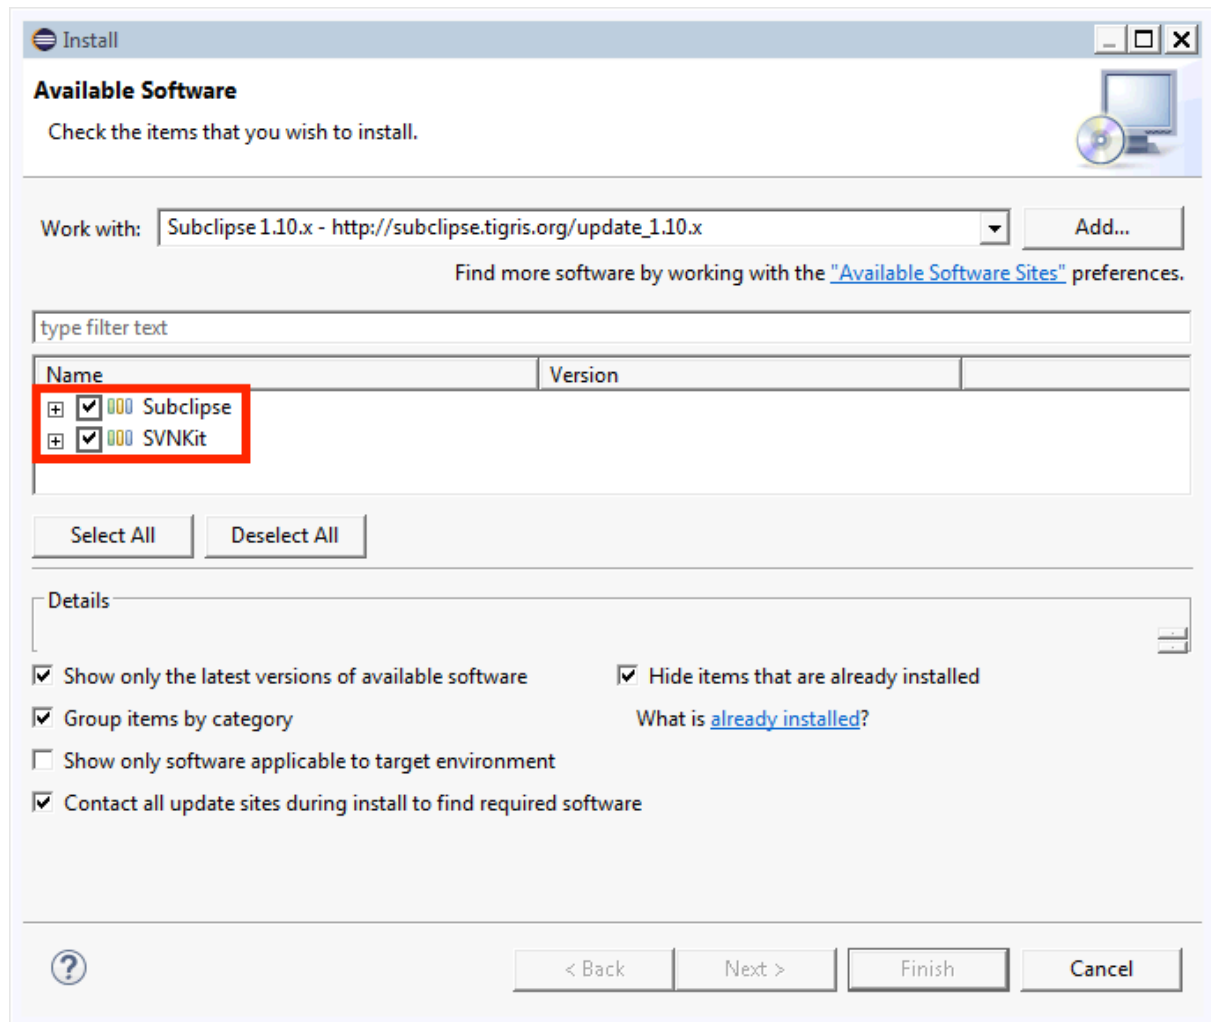 Install
Available Software
Check the items that you wish to install.
Work with: Subclipse 1.10.x - http://subclipse.tigris.org/update_1.10.x Add...
Find more software by working with the "Available Software Sites" preferences.
type filter text
Name Version
Subclipse
SVNKit
Select All Deselect All
Details
Show only the latest versions of available software Hide items that are already installed
Group items by category What is already installed?
Show only software applicable to target environment
Contact all update sites during install to find required software
? < Back Next > Finish Cancel